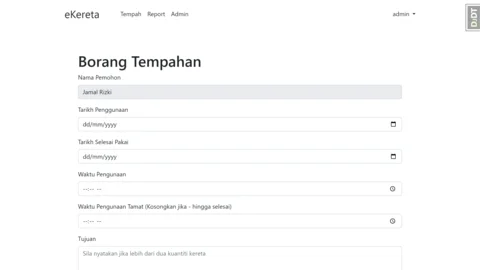 eKereta
Tempah Report Admin
admin
DjDT
Borang Tempahan
Nama Pemohon
Jamal Rizki
Tarikh Penggunaan
dd/mm/yyyy
Tarikh Selesai Pakai
dd/mm/yyyy
Waktu Pengunaan
--:-- --
Waktu Pengunaan Tamat (Kosongkan jika - hingga selesai)
--:-- --
Tujuan
Sila nyatakan jika lebih dari dua kuantiti kereta